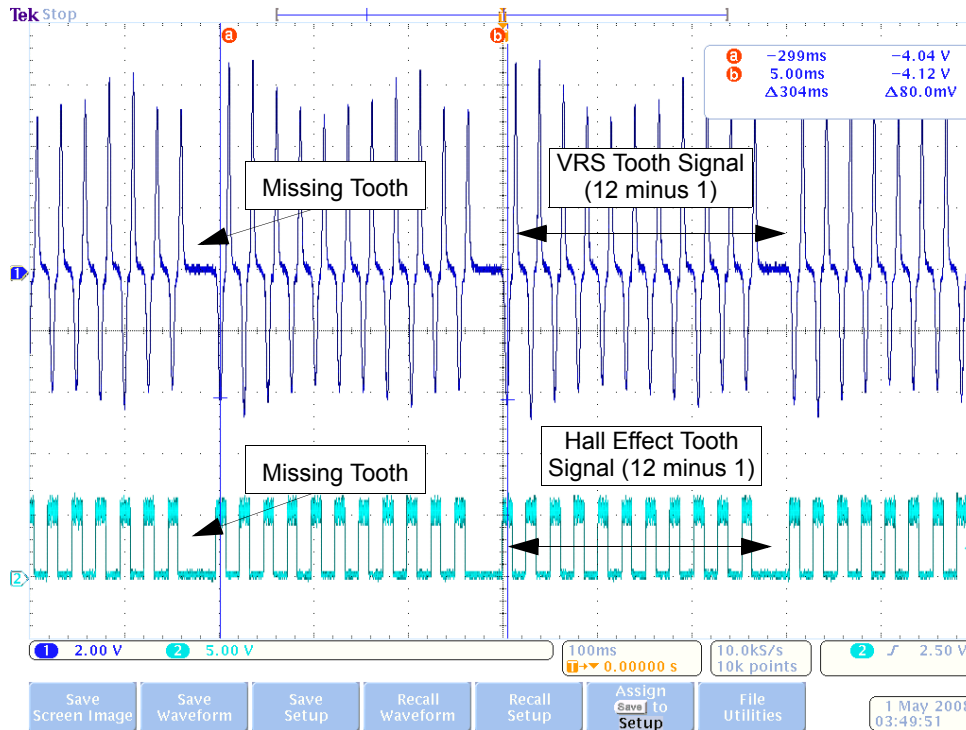 Tek Stop
a
b
a −299ms −4.04 V
b 5.00ms −4.12 V
Δ304ms Δ80.0mV
VRS Tooth Signal
(12 minus 1)
Missing Tooth
1
Hall Effect Tooth
Signal (12 minus 1)
Missing Tooth
2
1 2.00 V 2 5.00 V
100ms
T→▼ 0.00000 s
10.0kS/s
10k points
2 2.50 V
Save
Screen Image
Save
Waveform
Save
Setup
Recall
Waveform
Recall
Setup
Assign
Save to
Setup
File
Utilities
1 May 2008
03:49:51